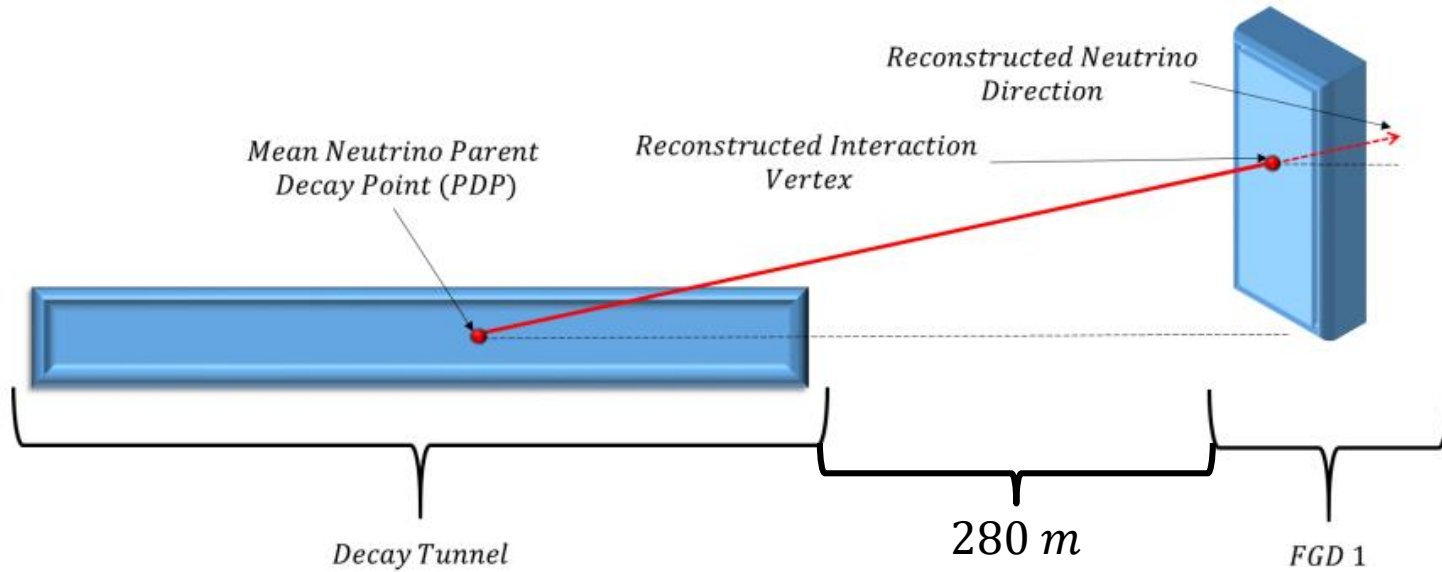 Reconstructed Neutrino
Direction
Mean Neutrino Parent
Decay Point (PDP)
Reconstructed Interaction
Vertex
Decay Tunnel
280 m
FGD 1